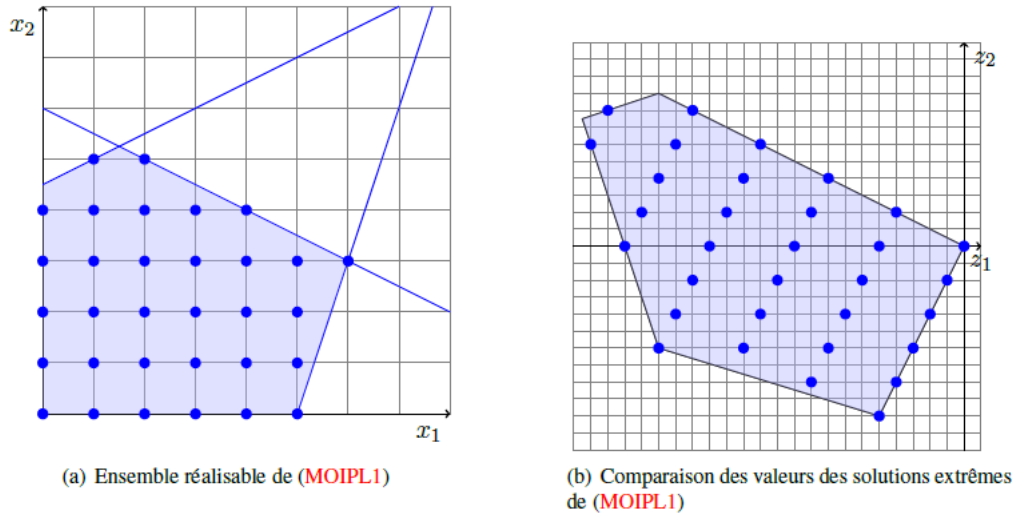 x₂
x₁
(a) Ensemble réalisable de (MOIPL1)
z₂
z₁
(b) Comparaison des valeurs des solutions extrêmes
de (MOIPL1)